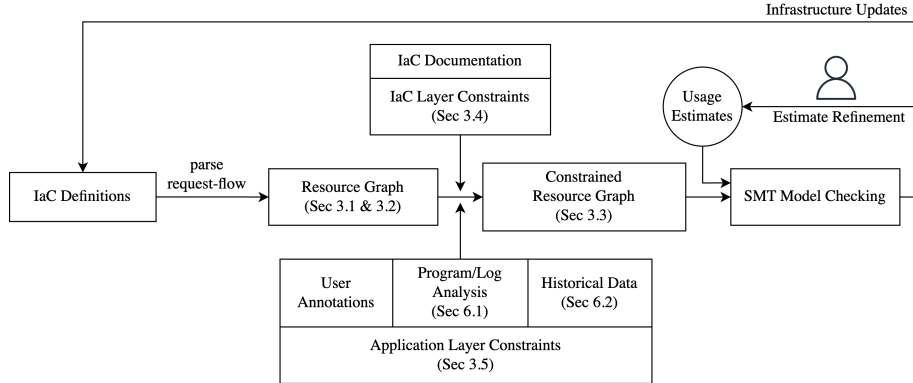 Infrastructure Updates
IaC Documentation
IaC Layer Constraints
(Sec 3.4)
Usage
Estimates
Estimate Refinement
parse
request-flow
IaC Definitions
Resource Graph
(Sec 3.1 & 3.2)
Constrained
Resource Graph
(Sec 3.3)
SMT Model Checking
User
Annotations
Program/Log
Analysis
(Sec 6.1)
Historical Data
(Sec 6.2)
Application Layer Constraints
(Sec 3.5)